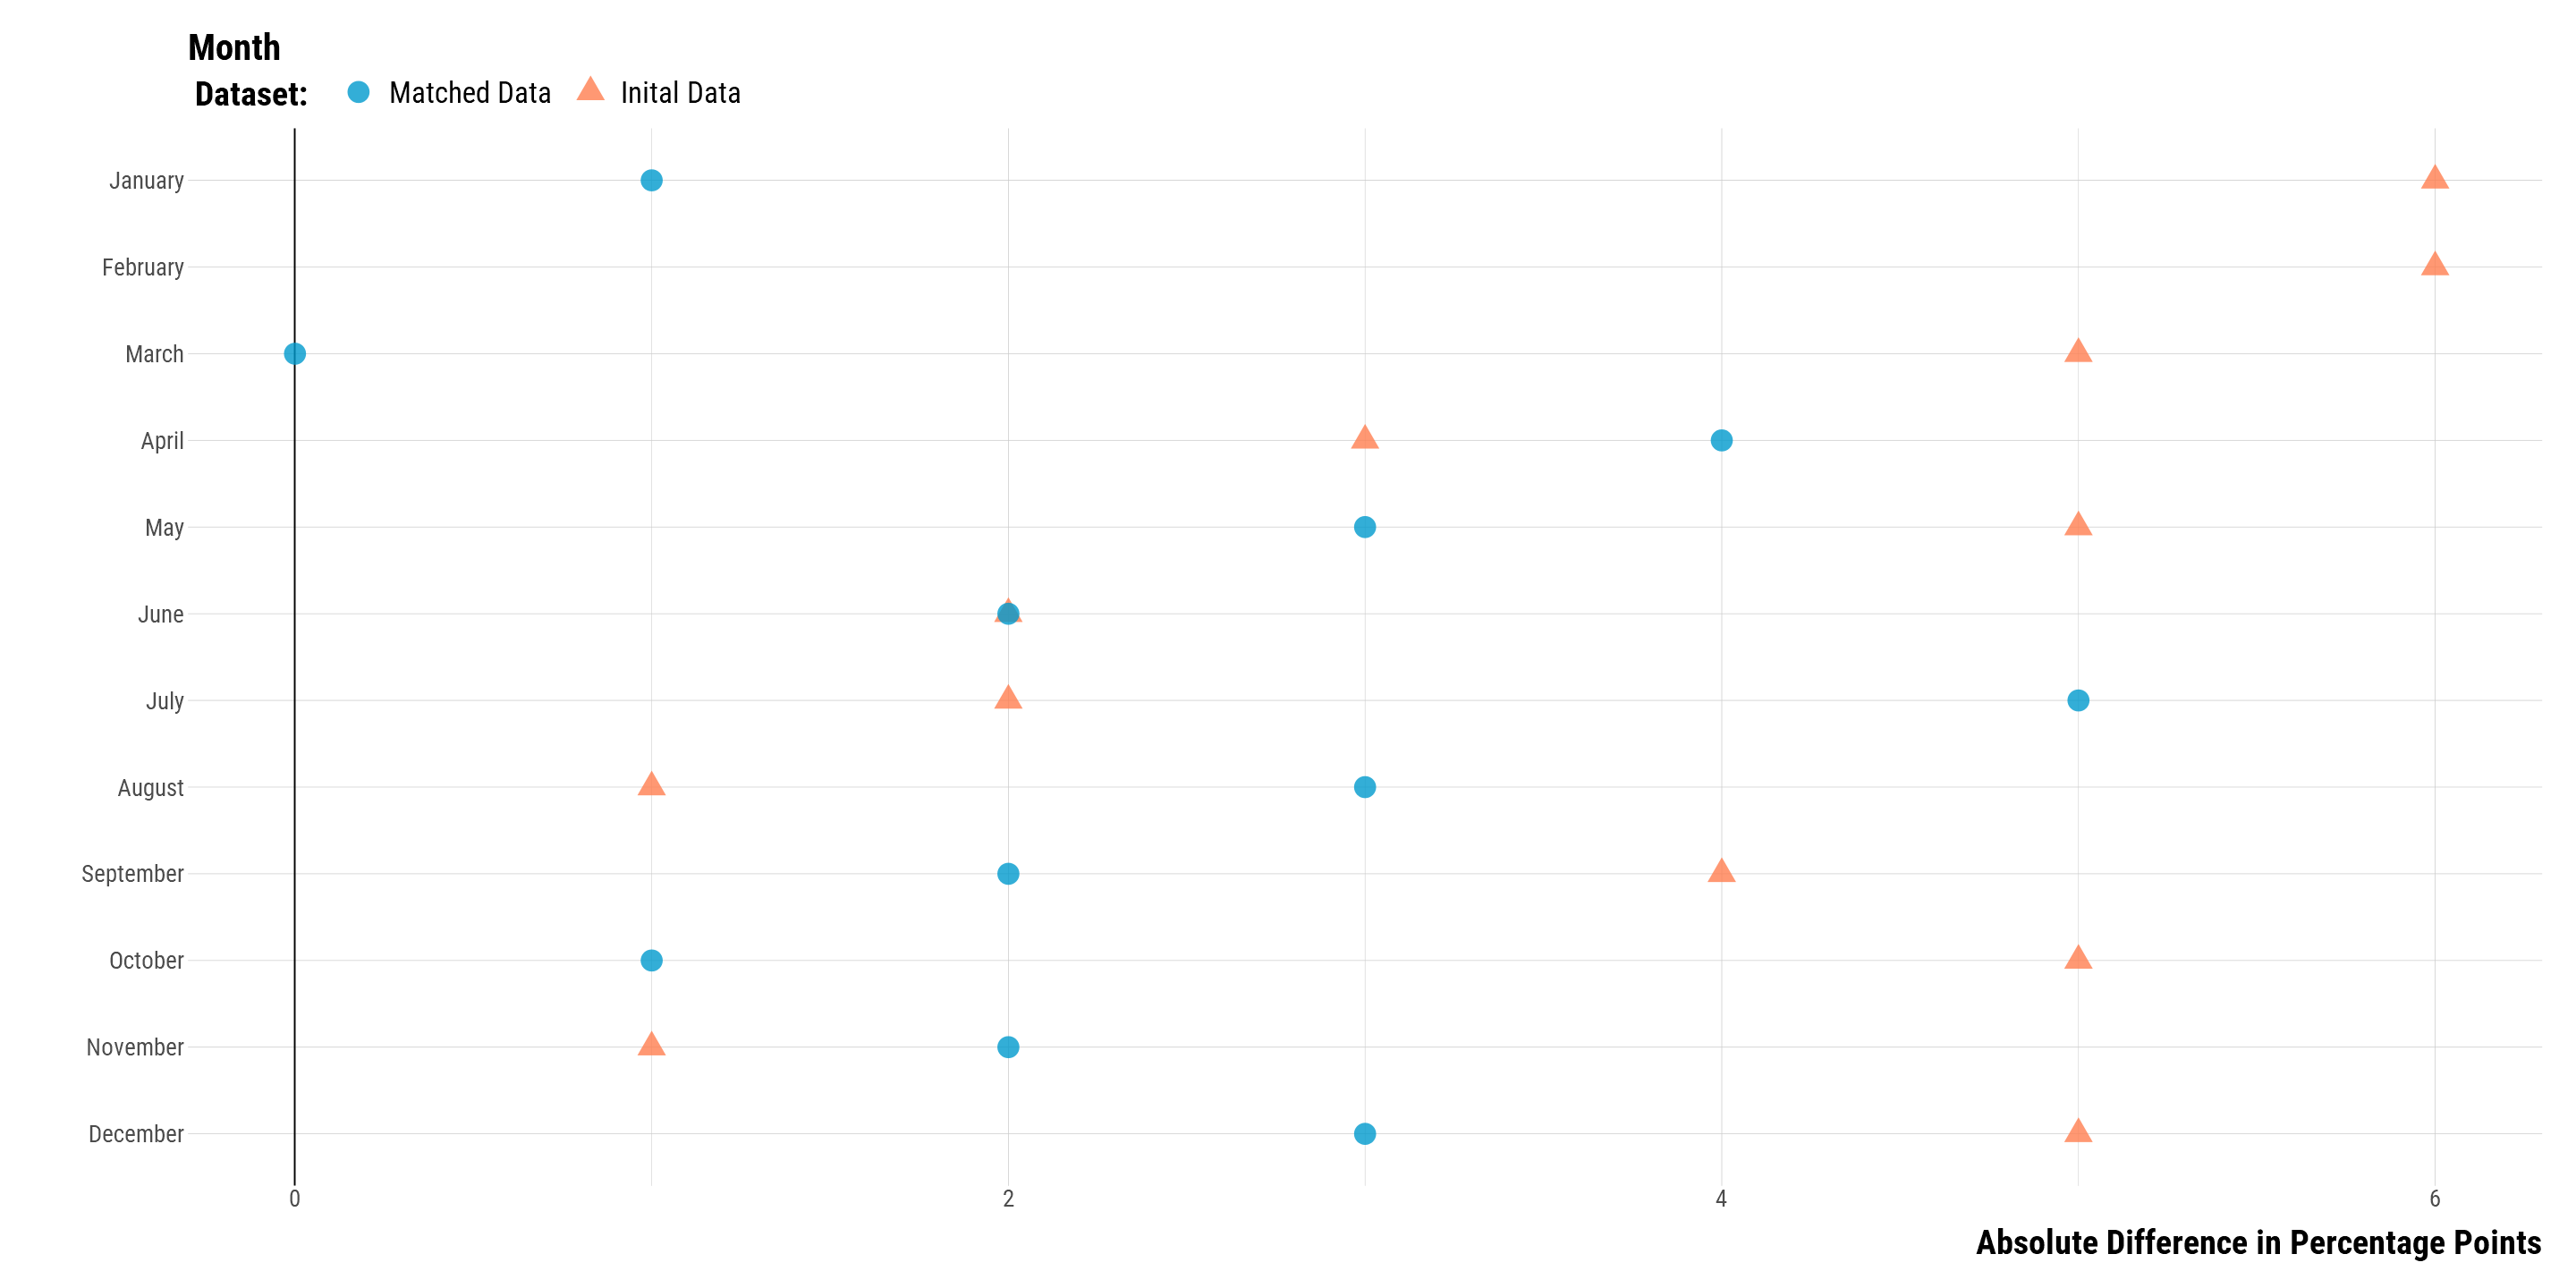 Month
Dataset: Matched Data Inital Data
January
February
March
April
May
June
July
August
September
October
November
December
0 2 4 6
Absolute Difference in Percentage Points